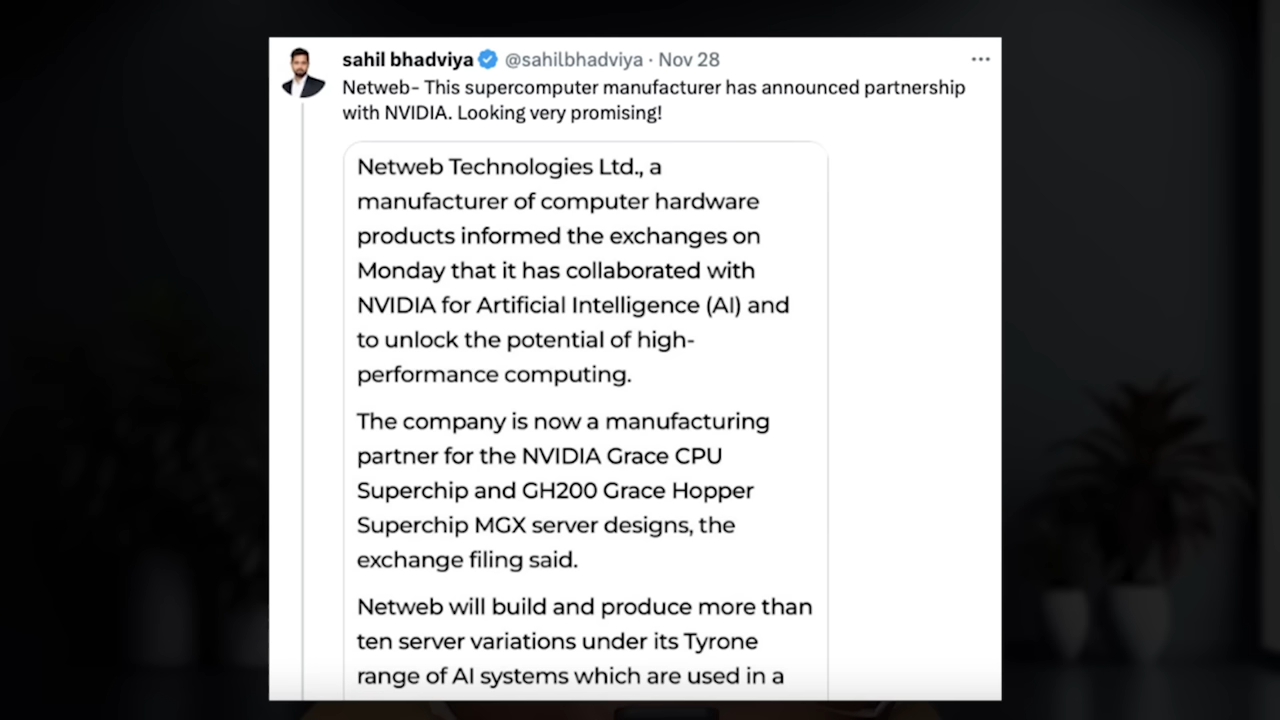 sahil bhadviya @sahilbhadviya · Nov 28
Netweb- This supercomputer manufacturer has announced partnership
with NVIDIA. Looking very promising!
Netweb Technologies Ltd., a
manufacturer of computer hardware
products informed the exchanges on
Monday that it has collaborated with
NVIDIA for Artificial Intelligence (AI) and
to unlock the potential of high-
performance computing.
The company is now a manufacturing
partner for the NVIDIA Grace CPU
Superchip and GH200 Grace Hopper
Superchip MGX server designs, the
exchange filing said.
Netweb will build and produce more than
ten server variations under its Tyrone
range of AI systems which are used in a